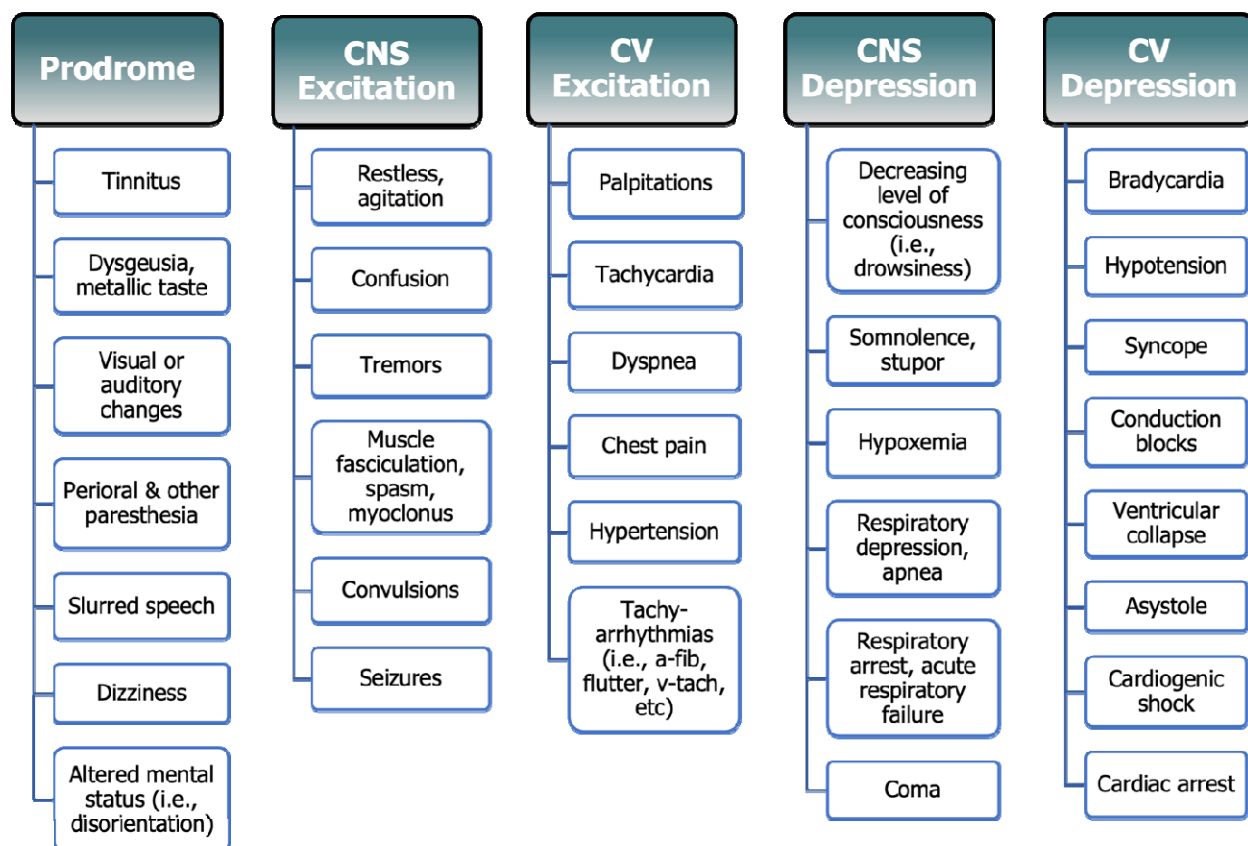 Prodrome
Tinnitus
Dysgeusia,
metallic taste
Visual or
auditory
changes
Perioral & other
paresthesia
Slurred speech
Dizziness
Altered mental
status (i.e.,
disorientation)
CNS
Excitation
Restless,
agitation
Confusion
Tremors
Muscle
fasciculation,
spasm,
myoclonus
Convulsions
Seizures
CV
Excitation
Palpitations
Tachycardia
Dyspnea
Chest pain
Hypertension
Tachy-
arrhythmias
(i.e., a-fib,
flutter, v-tach,
etc)
CNS
Depression
Decreasing
level of
consciousness
(i.e.,
drowsiness)
Somnolence,
stupor
Hypoxemia
Respiratory
depression,
apnea
Respiratory
arrest, acute
respiratory
failure
Coma
CV
Depression
Bradycardia
Hypotension
Syncope
Conduction
blocks
Ventricular
collapse
Asystole
Cardiogenic
shock
Cardiac arrest